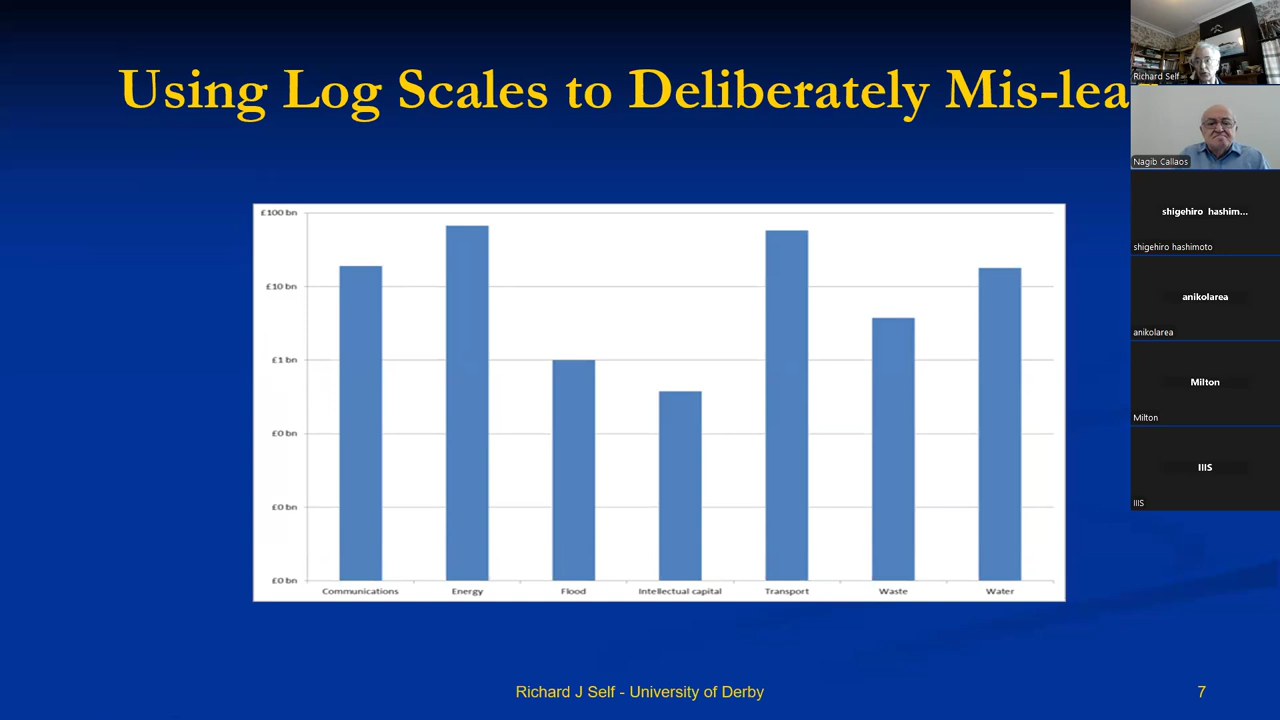 Using Log Scales to Deliberately Mis-lea
£100 bn
£10 bn
£1 bn
£0 bn
£0 bn
£0 bn
Communications Energy Flood Intellectual capital Transport Waste Water
Richard J Self - University of Derby
7
Richard Self
Nagib Callaos
shigehiro hashim...
shigehiro hashimoto
anikolarea
anikolarea
Milton
Milton
IIIS
IIIS